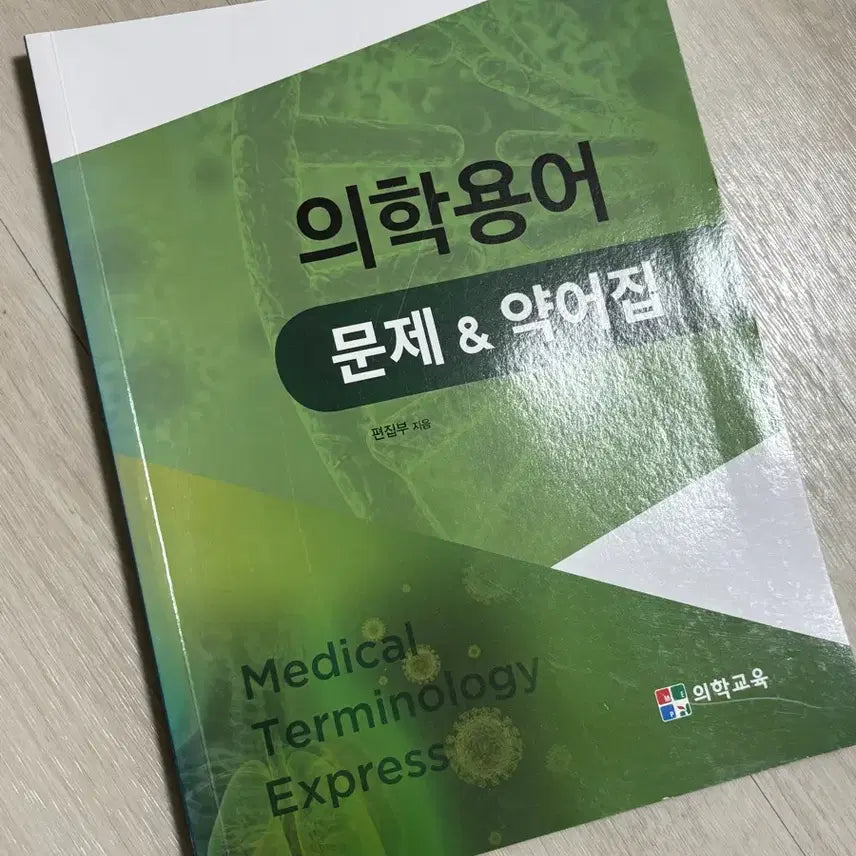 의학용어
문제 & 약어집
편집부 지음
Medical
Terminology
Express
M E
P
의학교육